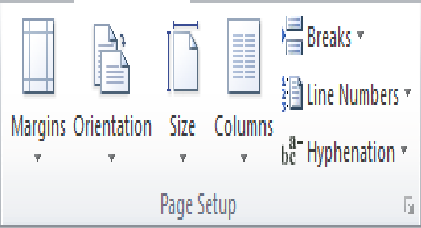 Breaks
Line Numbers
Margins Orientation Size Columns
Hyphenation
Page Setup